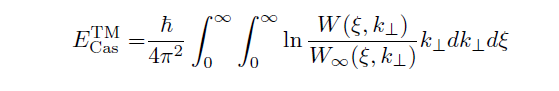 E_{\text{Cas}}^{\text{TM}} = \frac{\hbar}{4\pi^2} \int_0^\infty \int_0^\infty \ln \frac{W(\xi, k_\perp)}{W_\infty(\xi, k_\perp)} k_\perp dk_\perp d\xi